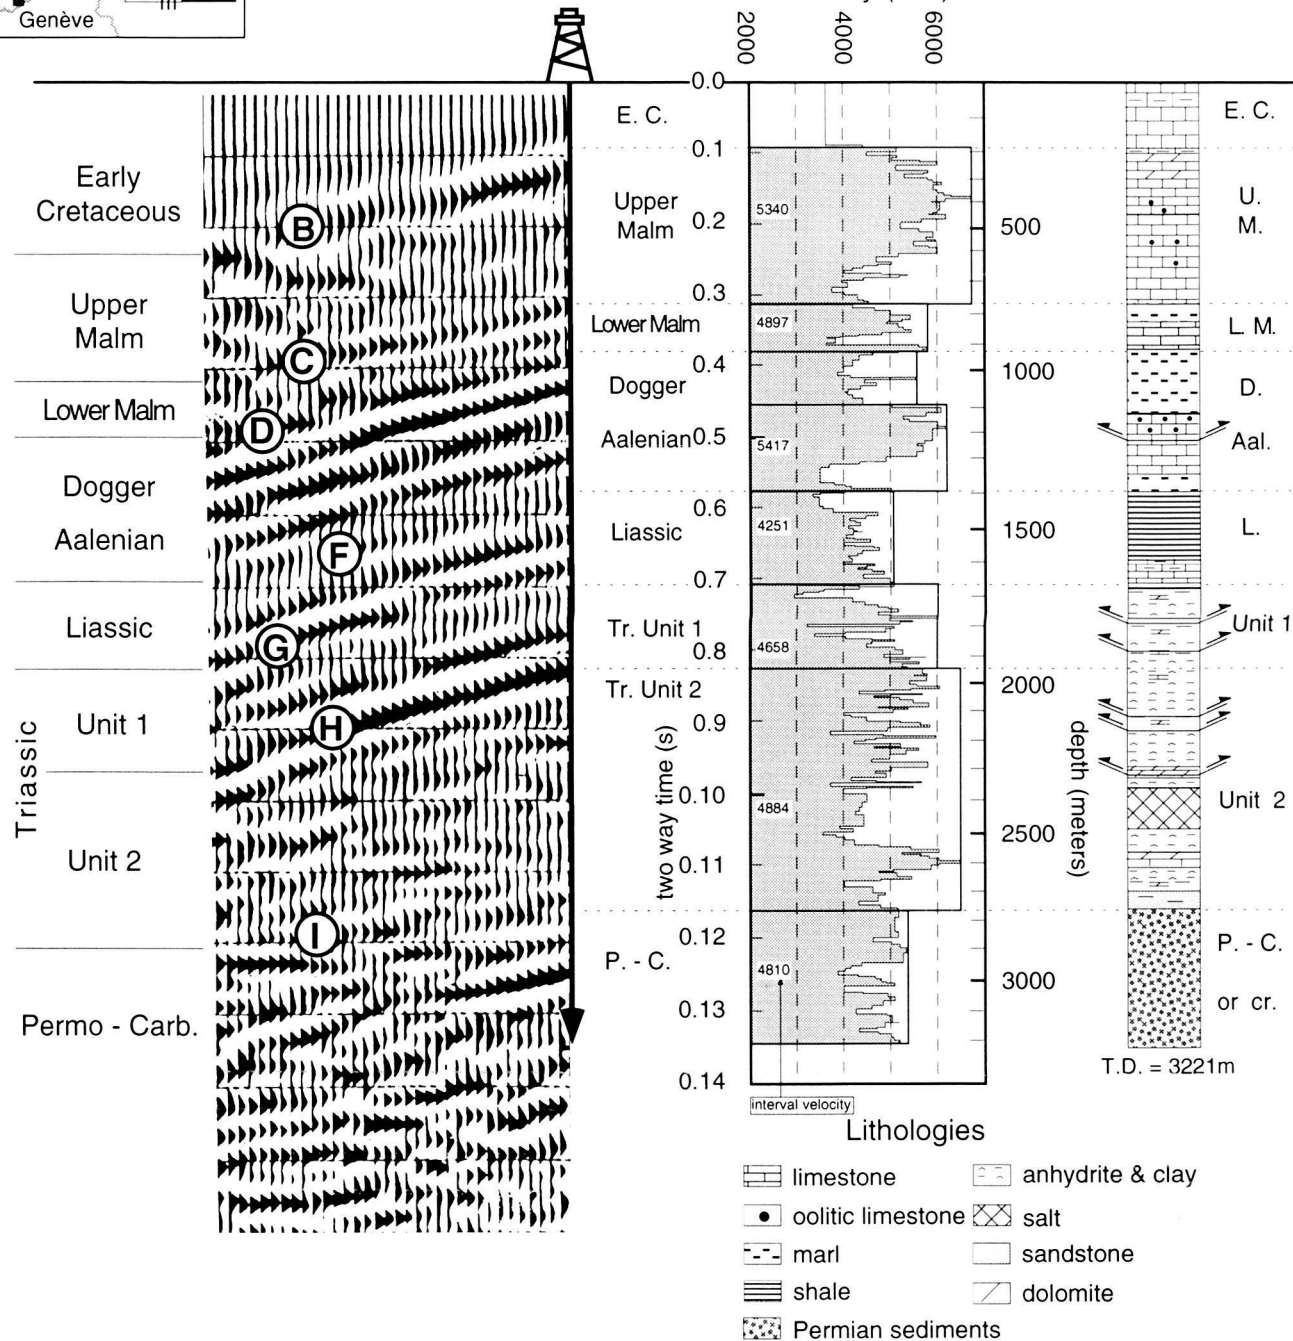 Genève
2000
4000
6000
Early
Cretaceous
Upper
Malm
Lower Malm
Dogger
Aalenian
Liassic
Triassic
Unit 1
Unit 2
Permo - Carb.
B
C
D
F
G
H
I
E. C.
Upper
Malm
Lower Malm
Dogger
Aalenian
Liassic
Tr. Unit 1
Tr. Unit 2
P. - C.
two way time (s)
0.0
0.1
0.2
0.3
0.4
0.5
0.6
0.7
0.8
0.9
0.10
0.11
0.12
0.13
0.14
5340
4897
5417
4251
4658
4884
4810
interval velocity
500
1000
1500
2000
2500
3000
depth (meters)
E. C.
U.
M.
L. M.
D.
Aal.
L.
Unit 1
Unit 2
P. - C.
or cr.
T.D. = 3221m
Lithologies
limestone
oolitic limestone
marl
shale
Permian sediments
anhydrite & clay
salt
sandstone
dolomite